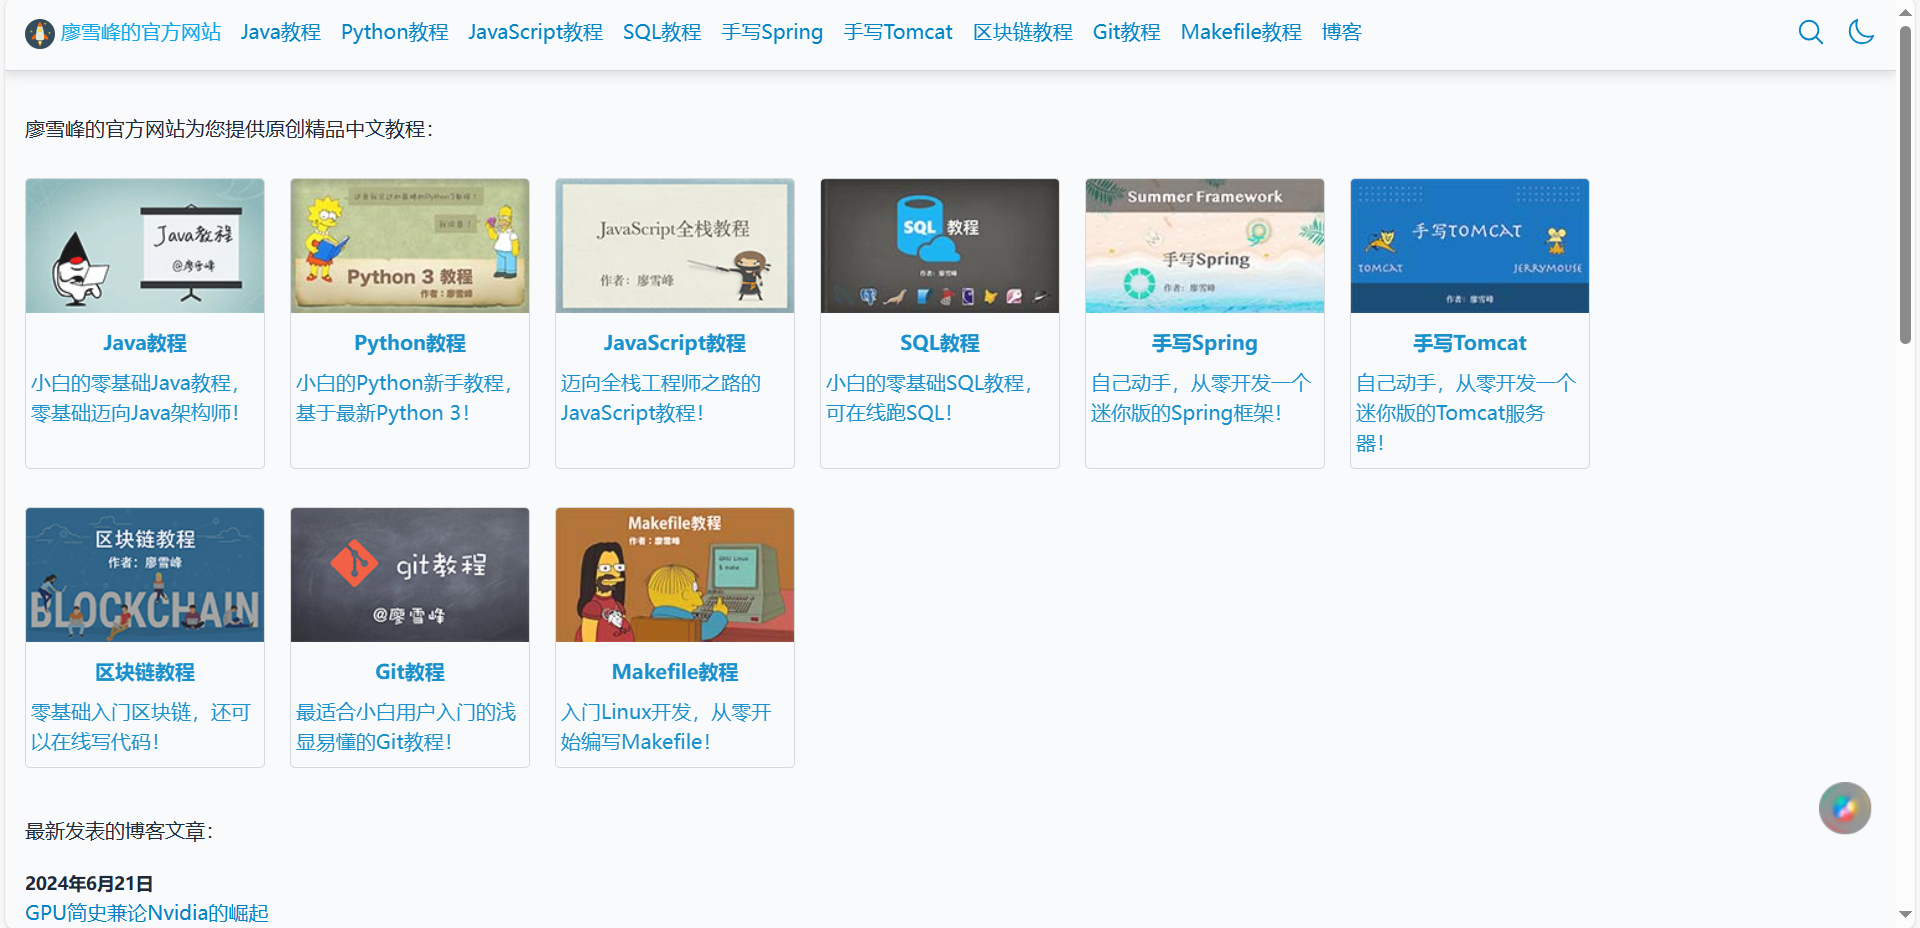 廖雪峰的官方网站 Java教程 Python教程 JavaScript教程 SQL教程 手写Spring 手写Tomcat 区块链教程 Git教程 Makefile教程 博客
廖雪峰的官方网站为您提供原创精品中文教程：
Java教程
@廖雪峰
Java教程
小白的零基础Java教程，
零基础迈向Java架构师！
Python 3 教程
作者：廖雪峰
Python教程
小白的Python新手教程，
基于最新Python 3！
JavaScript全栈教程
作者：廖雪峰
JavaScript教程
迈向全栈工程师之路的
JavaScript教程！
SQL 教程
作者：廖雪峰
SQL教程
小白的零基础SQL教程，
可在线跑SQL！
Summer Framework
手写Spring
作者：廖雪峰
手写Spring
自己动手，从零开发一个
迷你版的Spring框架！
手写TOMCAT
TOMCAT
JERRYMOUSE
作者：廖雪峰
手写Tomcat
自己动手，从零开发一个
迷你版的Tomcat服务
器！
区块链教程
作者：廖雪峰
BLOCKCHAIN
区块链教程
零基础入门区块链，还可
以在线写代码！
git教程
@廖雪峰
Git教程
最适合小白用户入门的浅
显易懂的Git教程！
Makefile教程
作者：廖雪峰
GNU Linux
$ make
Makefile教程
入门Linux开发，从零开
始编写Makefile！
最新发表的博客文章：
2024年6月21日
GPU简史兼论Nvidia的崛起